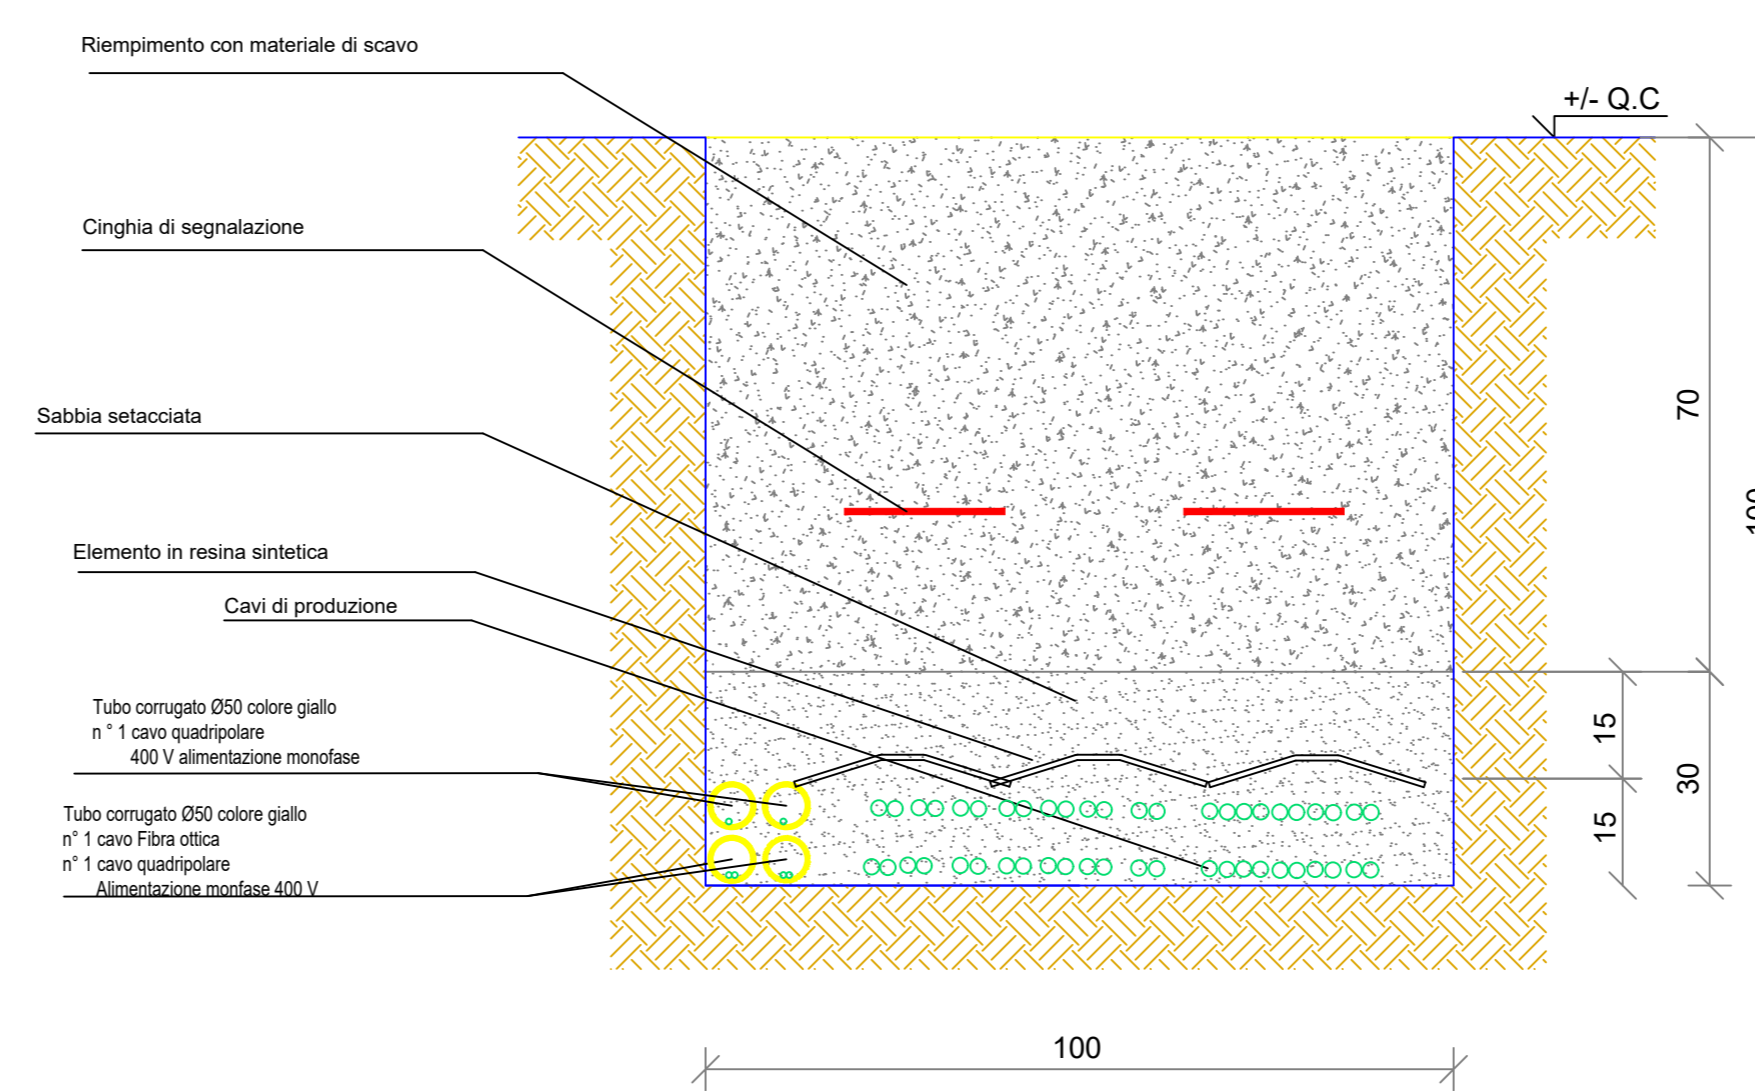 Riempimento con materiale di scavo
+/- Q.C
Cinghia di segnalazione
70
Sabbia setacciata
100
Elemento in resina sintetica
Cavi di produzione
Tubo corrugato Ø50 colore giallo
n ° 1 cavo quadripolare
400 V alimentazione monofase
15
30
Tubo corrugato Ø50 colore giallo
n° 1 cavo Fibra ottica
n° 1 cavo quadripolare
Alimentazione monfase 400 V
15
100